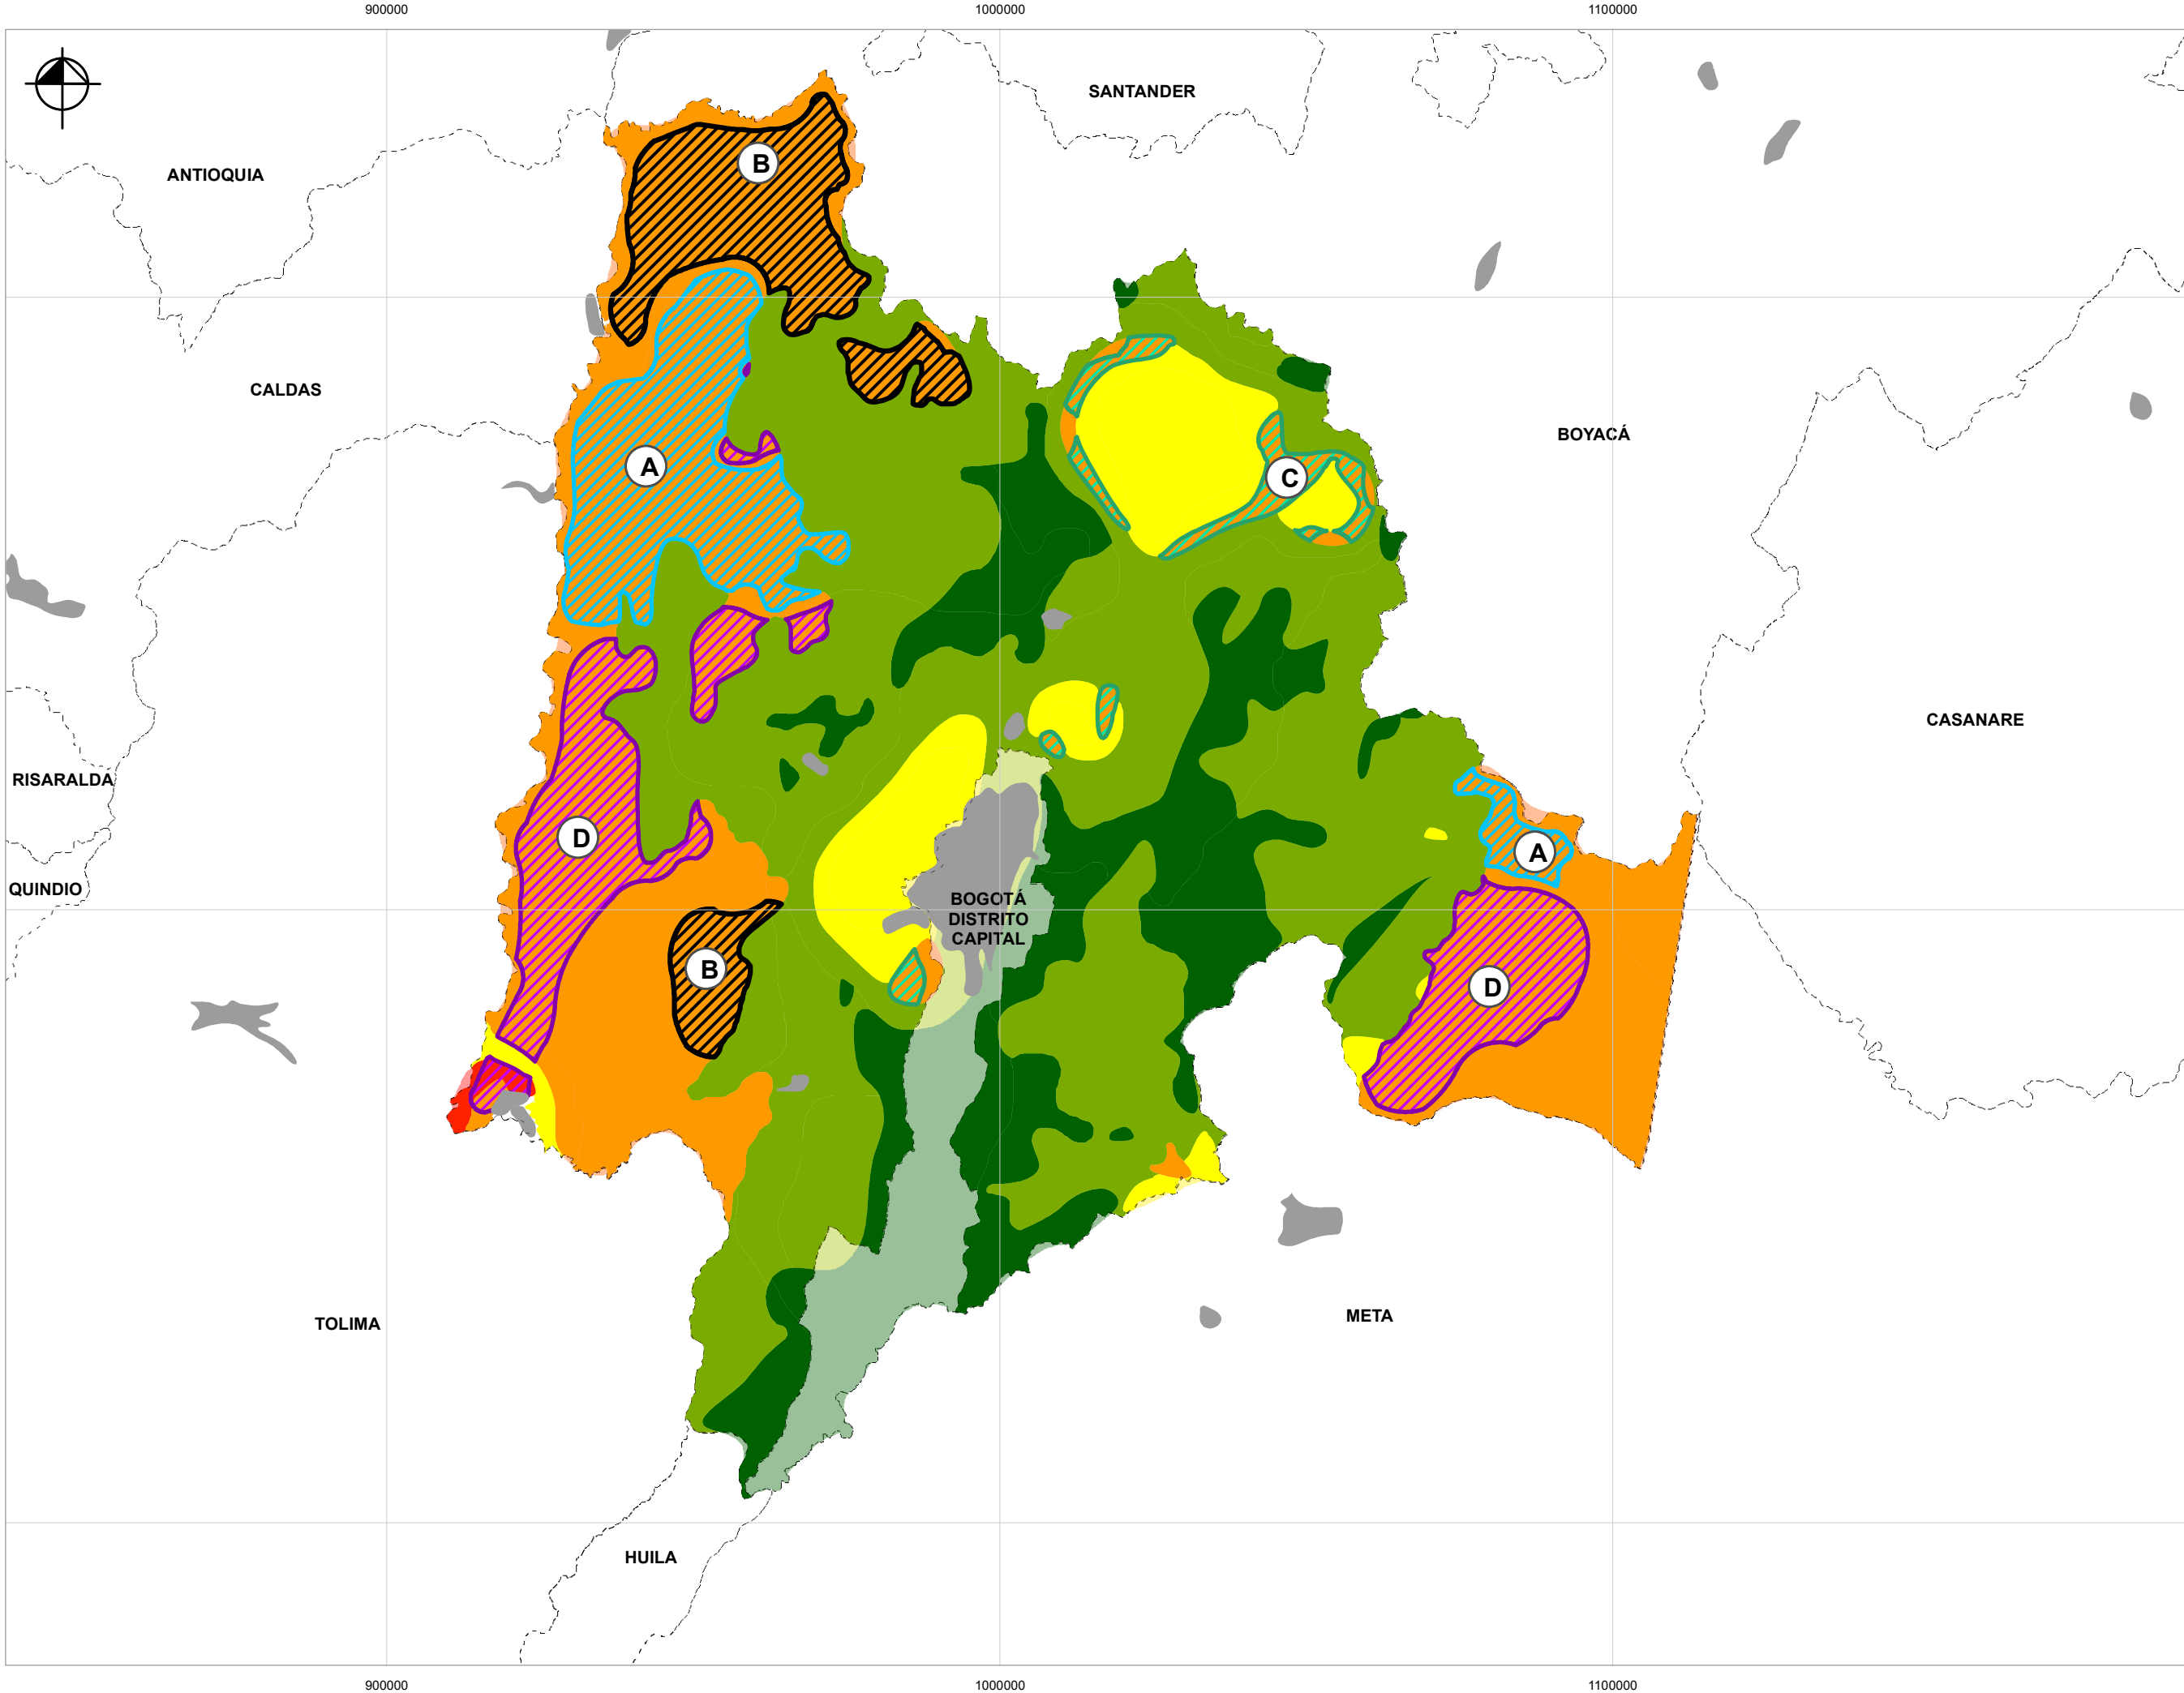 900000
1000000
1100000
SANTANDER
B
ANTIOQUIA
CALDAS
BOYACÁ
A
C
CASANARE
RISARALDA
D
A
QUINDIO
BOGOTÁ
DISTRITO
CAPITAL
B
D
META
TOLIMA
HUILA
900000
1000000
1100000